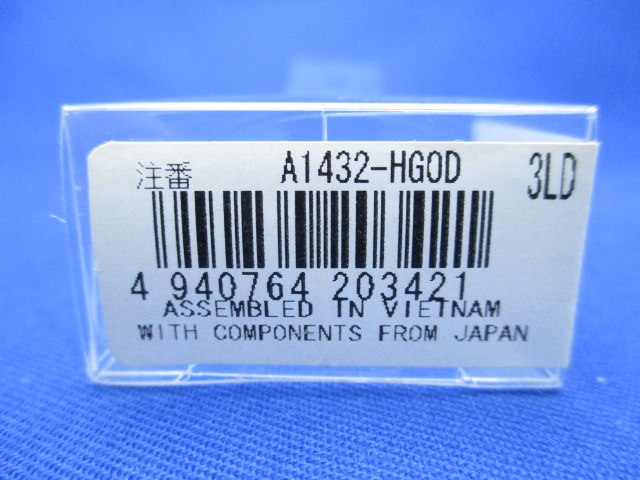 注番 A1432-HGOD 3LD
4 940764 203421
ASSEMBLED IN VIETNAM
WITH COMPONENTS FROM JAPAN